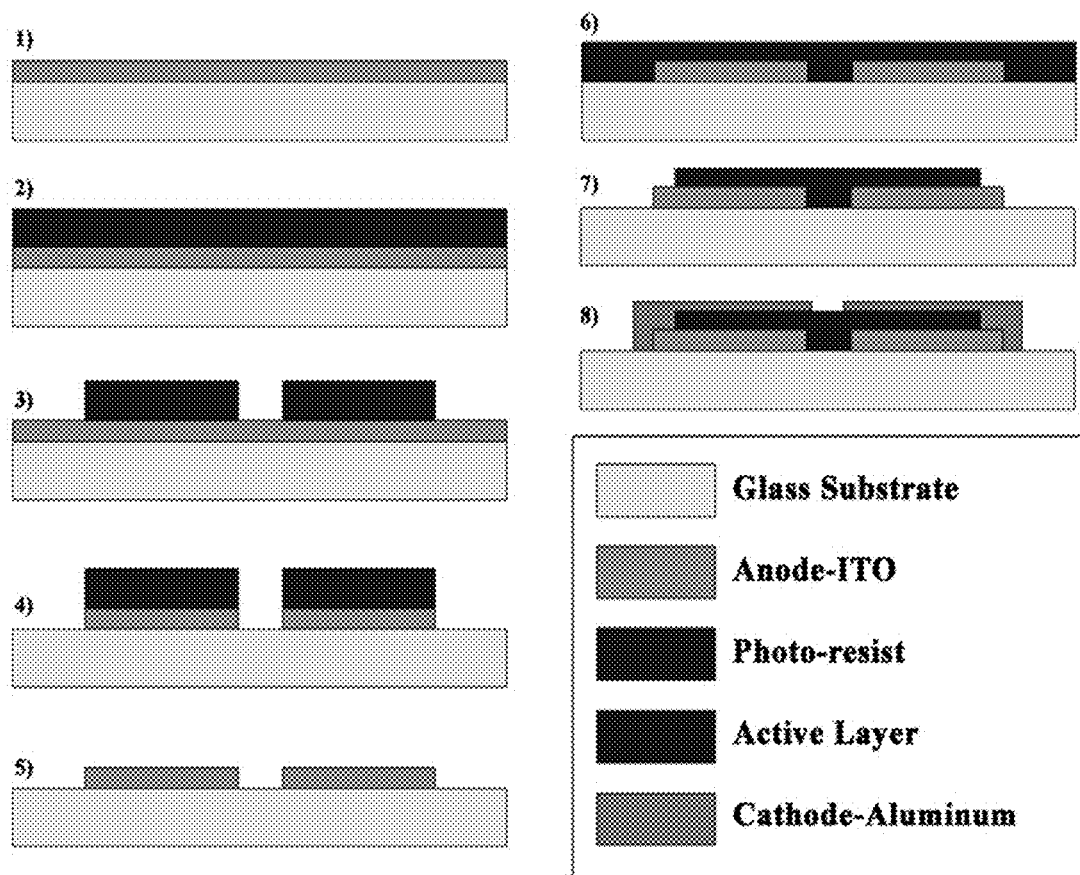 1)
2)
3)
4)
5)
6)
7)
8)
Glass Substrate
Anode-ITO
Photo-resist
Active Layer
Cathode-Aluminum